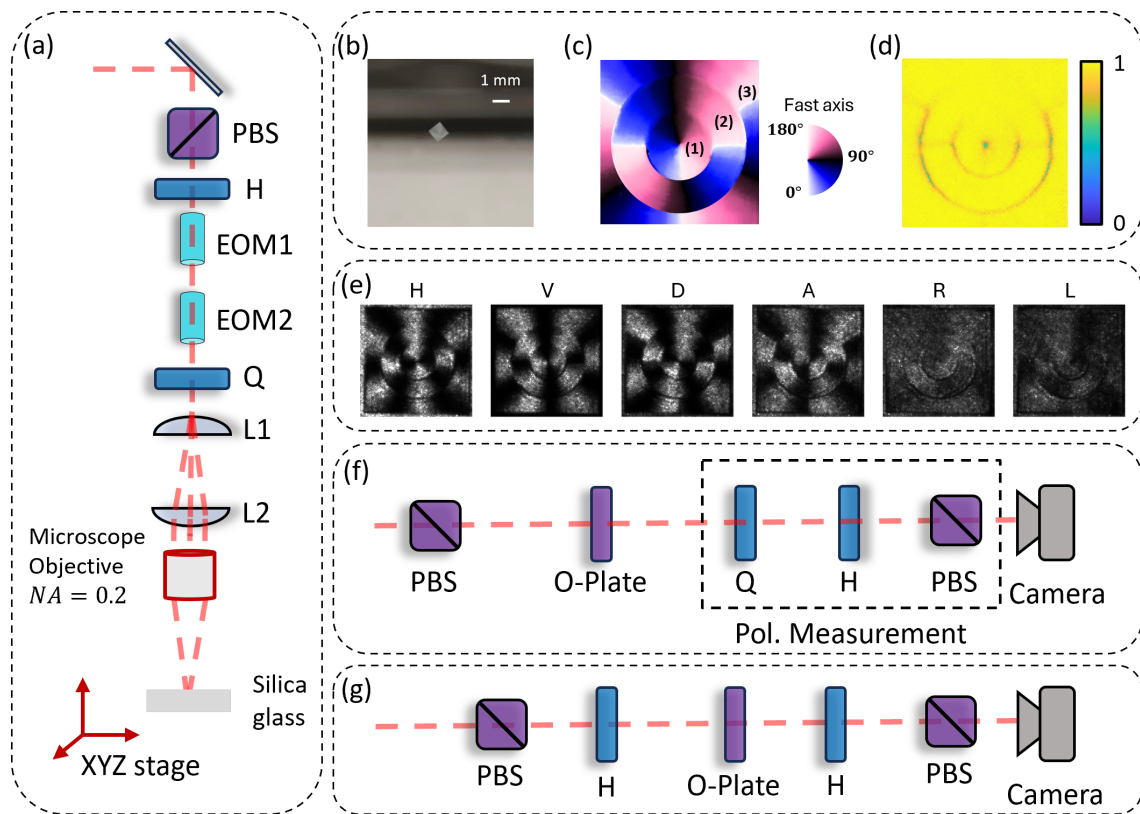 (a)
PBS
H
EOM1
EOM2
Q
L1
L2
Microscope
Objective
NA = 0.2
Silica
glass
XYZ stage
(b)
1 mm
(c)
(3)
(2)
(1)
Fast axis
180°
90°
0°
(d)
1
0
(e)
H V D A R L
(f)
PBS O-Plate Q H PBS
Camera
Pol. Measurement
(g)
PBS H O-Plate H PBS
Camera